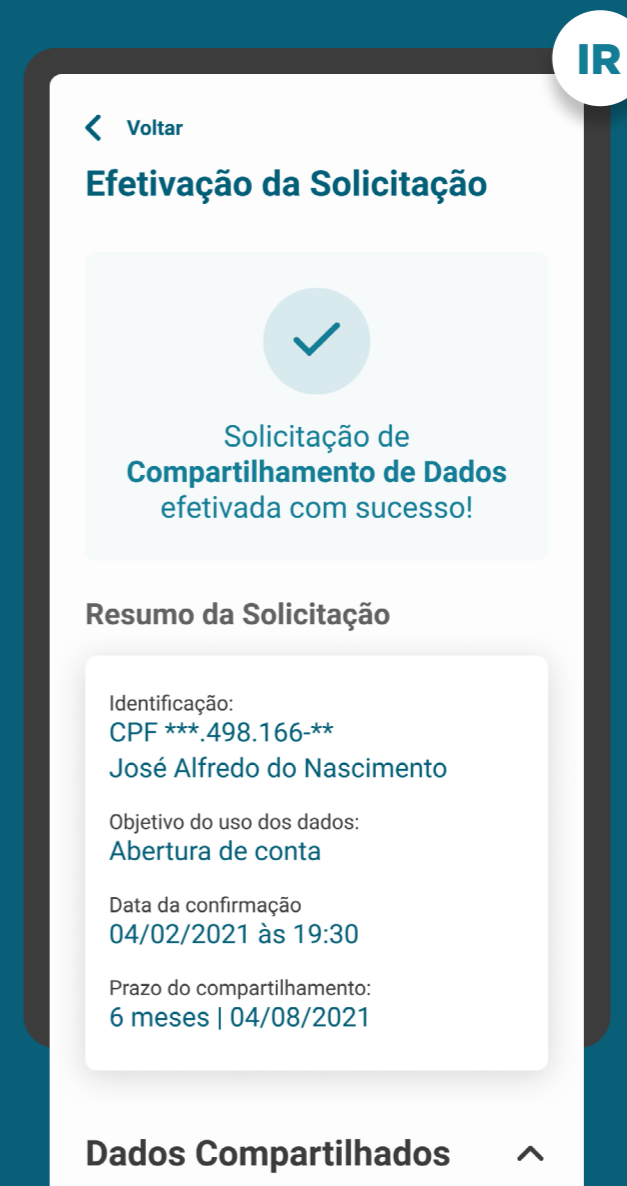 IR
Voltar
Efetivação da Solicitação
Solicitação de
Compartilhamento de Dados
efetivada com sucesso!
Resumo da Solicitação
Identificação:
CPF ***.498.166-**
José Alfredo do Nascimento
Objetivo do uso dos dados:
Abertura de conta
Data da confirmação
04/02/2021 às 19:30
Prazo do compartilhamento:
6 meses | 04/08/2021
Dados Compartilhados